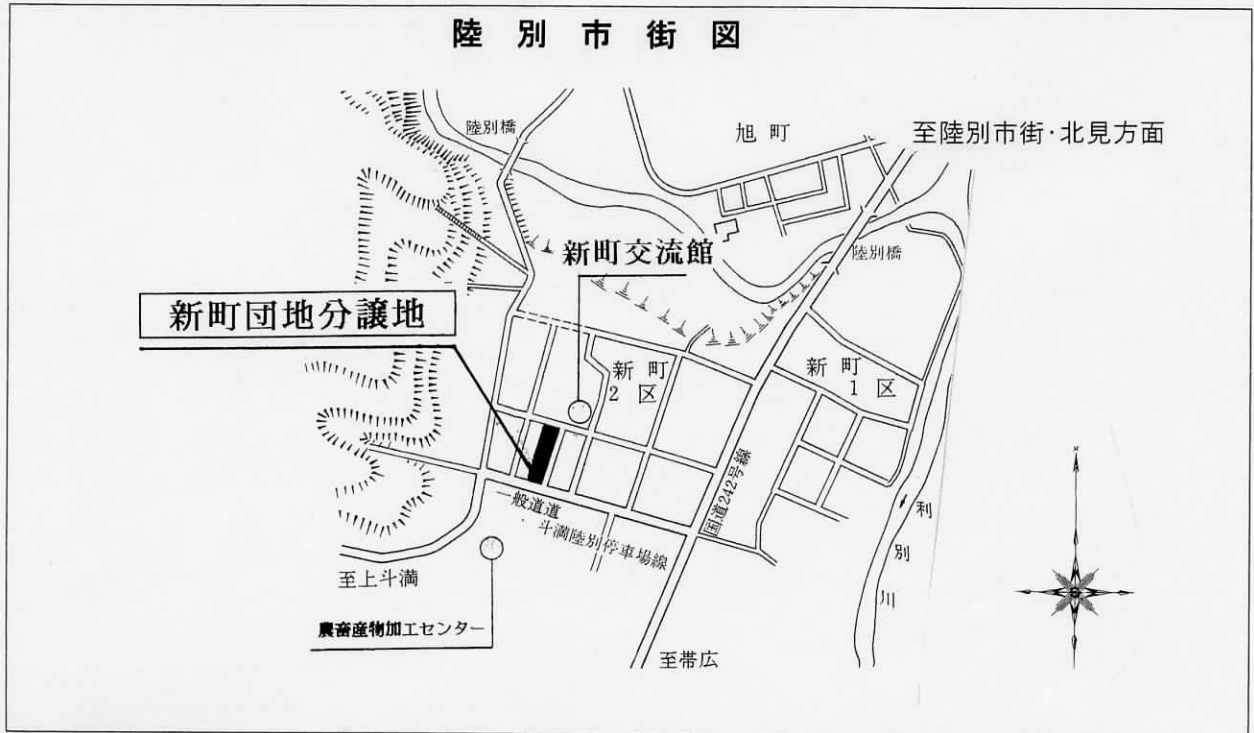 陸別市街図
陸別橋
旭町
至陸別市街・北見方面
新町交流館
陸別橋
新町団地分譲地
新町
2区
新町
1区
一般道道
斗満陸別停車場線
国道242号線
利別川
至上斗満
農畜産物加工センター
至帯広